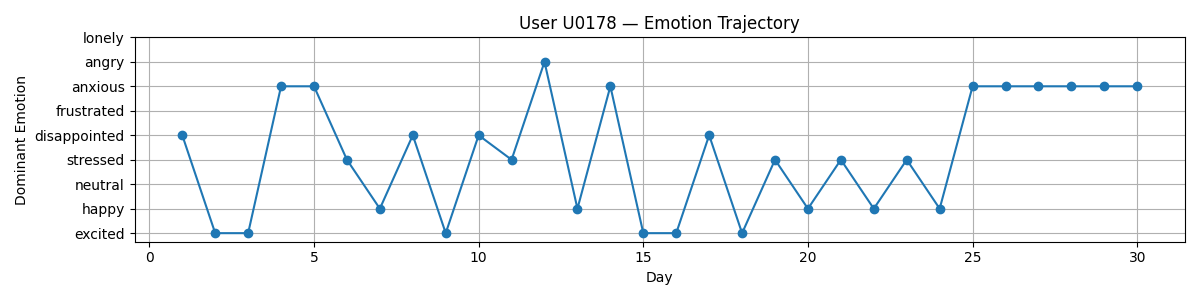 User U0178 — Emotion Trajectory
Dominant Emotion
lonely
angry
anxious
frustrated
disappointed
stressed
neutral
happy
excited
0 5 10 15 20 25 30
Day